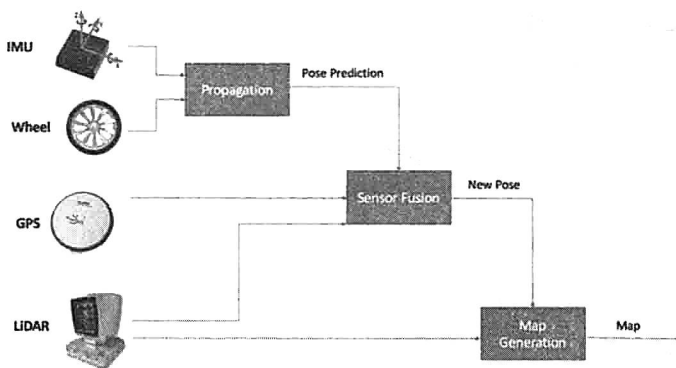 IMU
Propagation
Pose Prediction
Wheel
Sensor Fusion
New Pose
GPS
LiDAR
Map
Generation
Map